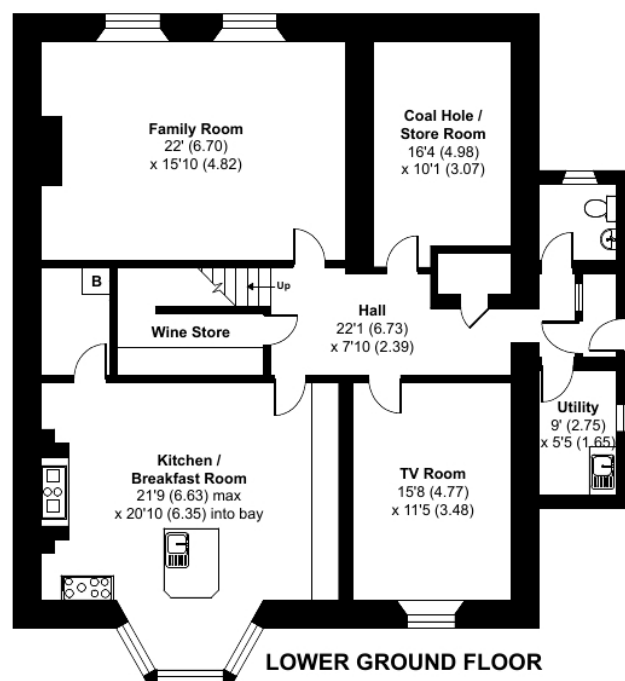 Family Room
22' (6.70)
x 15'10 (4.82)
Coal Hole /
Store Room
16'4 (4.98)
x 10'1 (3.07)
B
Up
Wine Store
Hall
22'1 (6.73)
x 7'10 (2.39)
Kitchen /
Breakfast Room
21'9 (6.63) max
x 20'10 (6.35) into bay
TV Room
15'8 (4.77)
x 11'5 (3.48)
Utility
9' (2.75)
x 5'5 (1.65)
LOWER GROUND FLOOR